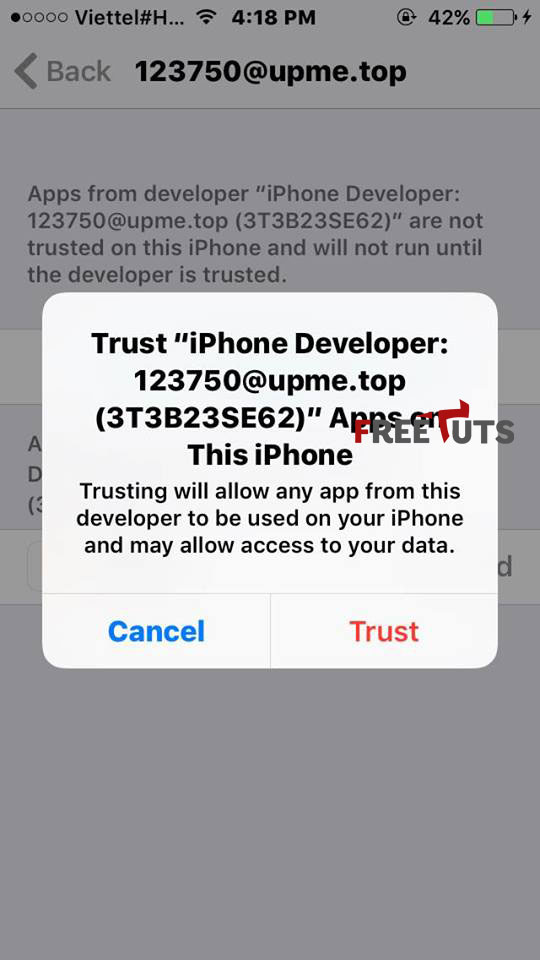 ●○○○○ Viettel#H... 4:18 PM 42%
Back 123750@upme.top
Apps from developer “iPhone Developer:
123750@upme.top (3T3B23SE62)” are not
trusted on this iPhone and will not run until
the developer is trusted.
Trust “iPhone Developer:
123750@upme.top
(3T3B23SE62)” Apps on
This iPhone
FREETUTS
Trusting will allow any app from this
developer to be used on your iPhone
and may allow access to your data.
Cancel Trust